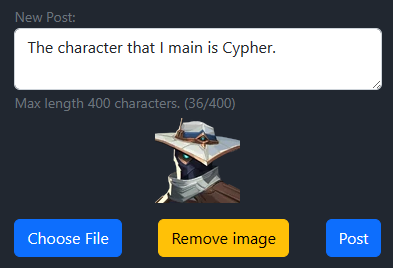 New Post:
The character that I main is Cypher.
Max length 400 characters. (36/400)
Choose File
Remove image
Post